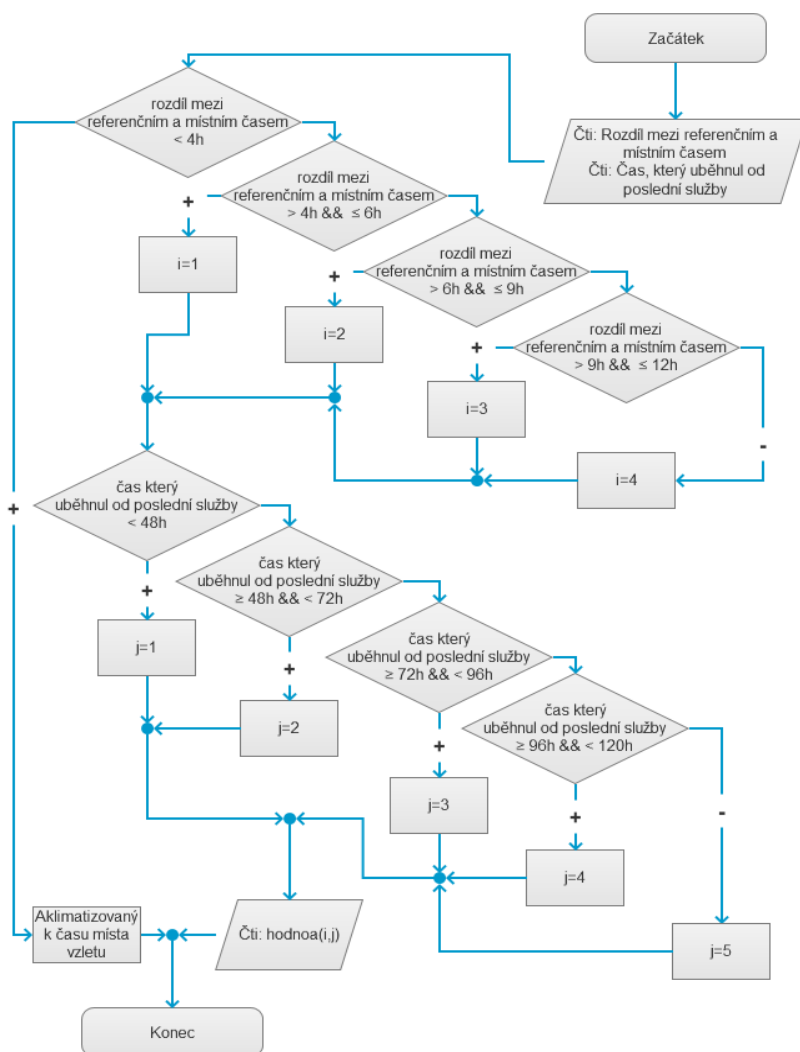 Začátek
Čti: Rozdíl mezi referenčním a
místním časem
Čti: Čas, který uběhnul od
poslední služby
rozdíl mezi
referenčním a místním časem
< 4h
rozdíl mezi
referenčním a místním časem
> 4h && ≤ 6h
+
i=1
rozdíl mezi
referenčním a místním časem
> 6h && ≤ 9h
+
i=2
rozdíl mezi
referenčním a místním časem
> 9h && ≤ 12h
+
i=3
-
i=4
+
čas který
uběhnul od poslední služby
< 48h
+
j=1
čas který
uběhnul od poslední služby
≥ 48h && < 72h
+
j=2
čas který
uběhnul od poslední služby
≥ 72h && < 96h
+
j=3
čas který
uběhnul od poslední služby
≥ 96h && < 120h
+
j=4
-
j=5
Aklimatizovaný
k času místa
vzletu
Čti: hodnoa(i,j)
Konec